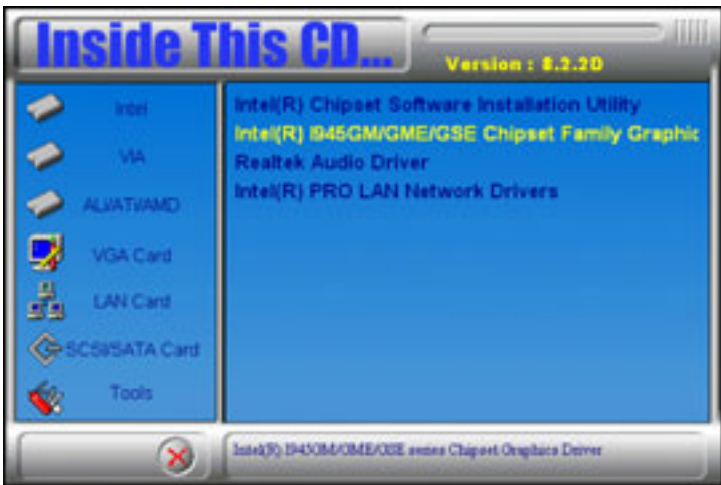 Inside This CD...
Version : 8.2.2D
Intel
VIA
ALI/ATI/AMD
VGA Card
LAN Card
SCSI/SATA Card
Tools
Intel(R) Chipset Software Installation Utility
Intel(R) I945GM/GME/GSE Chipset Family Graphic
Realtek Audio Driver
Intel(R) PRO LAN Network Drivers
Intel(R) I945GM/GME/GSE series Chipset Graphics Driver